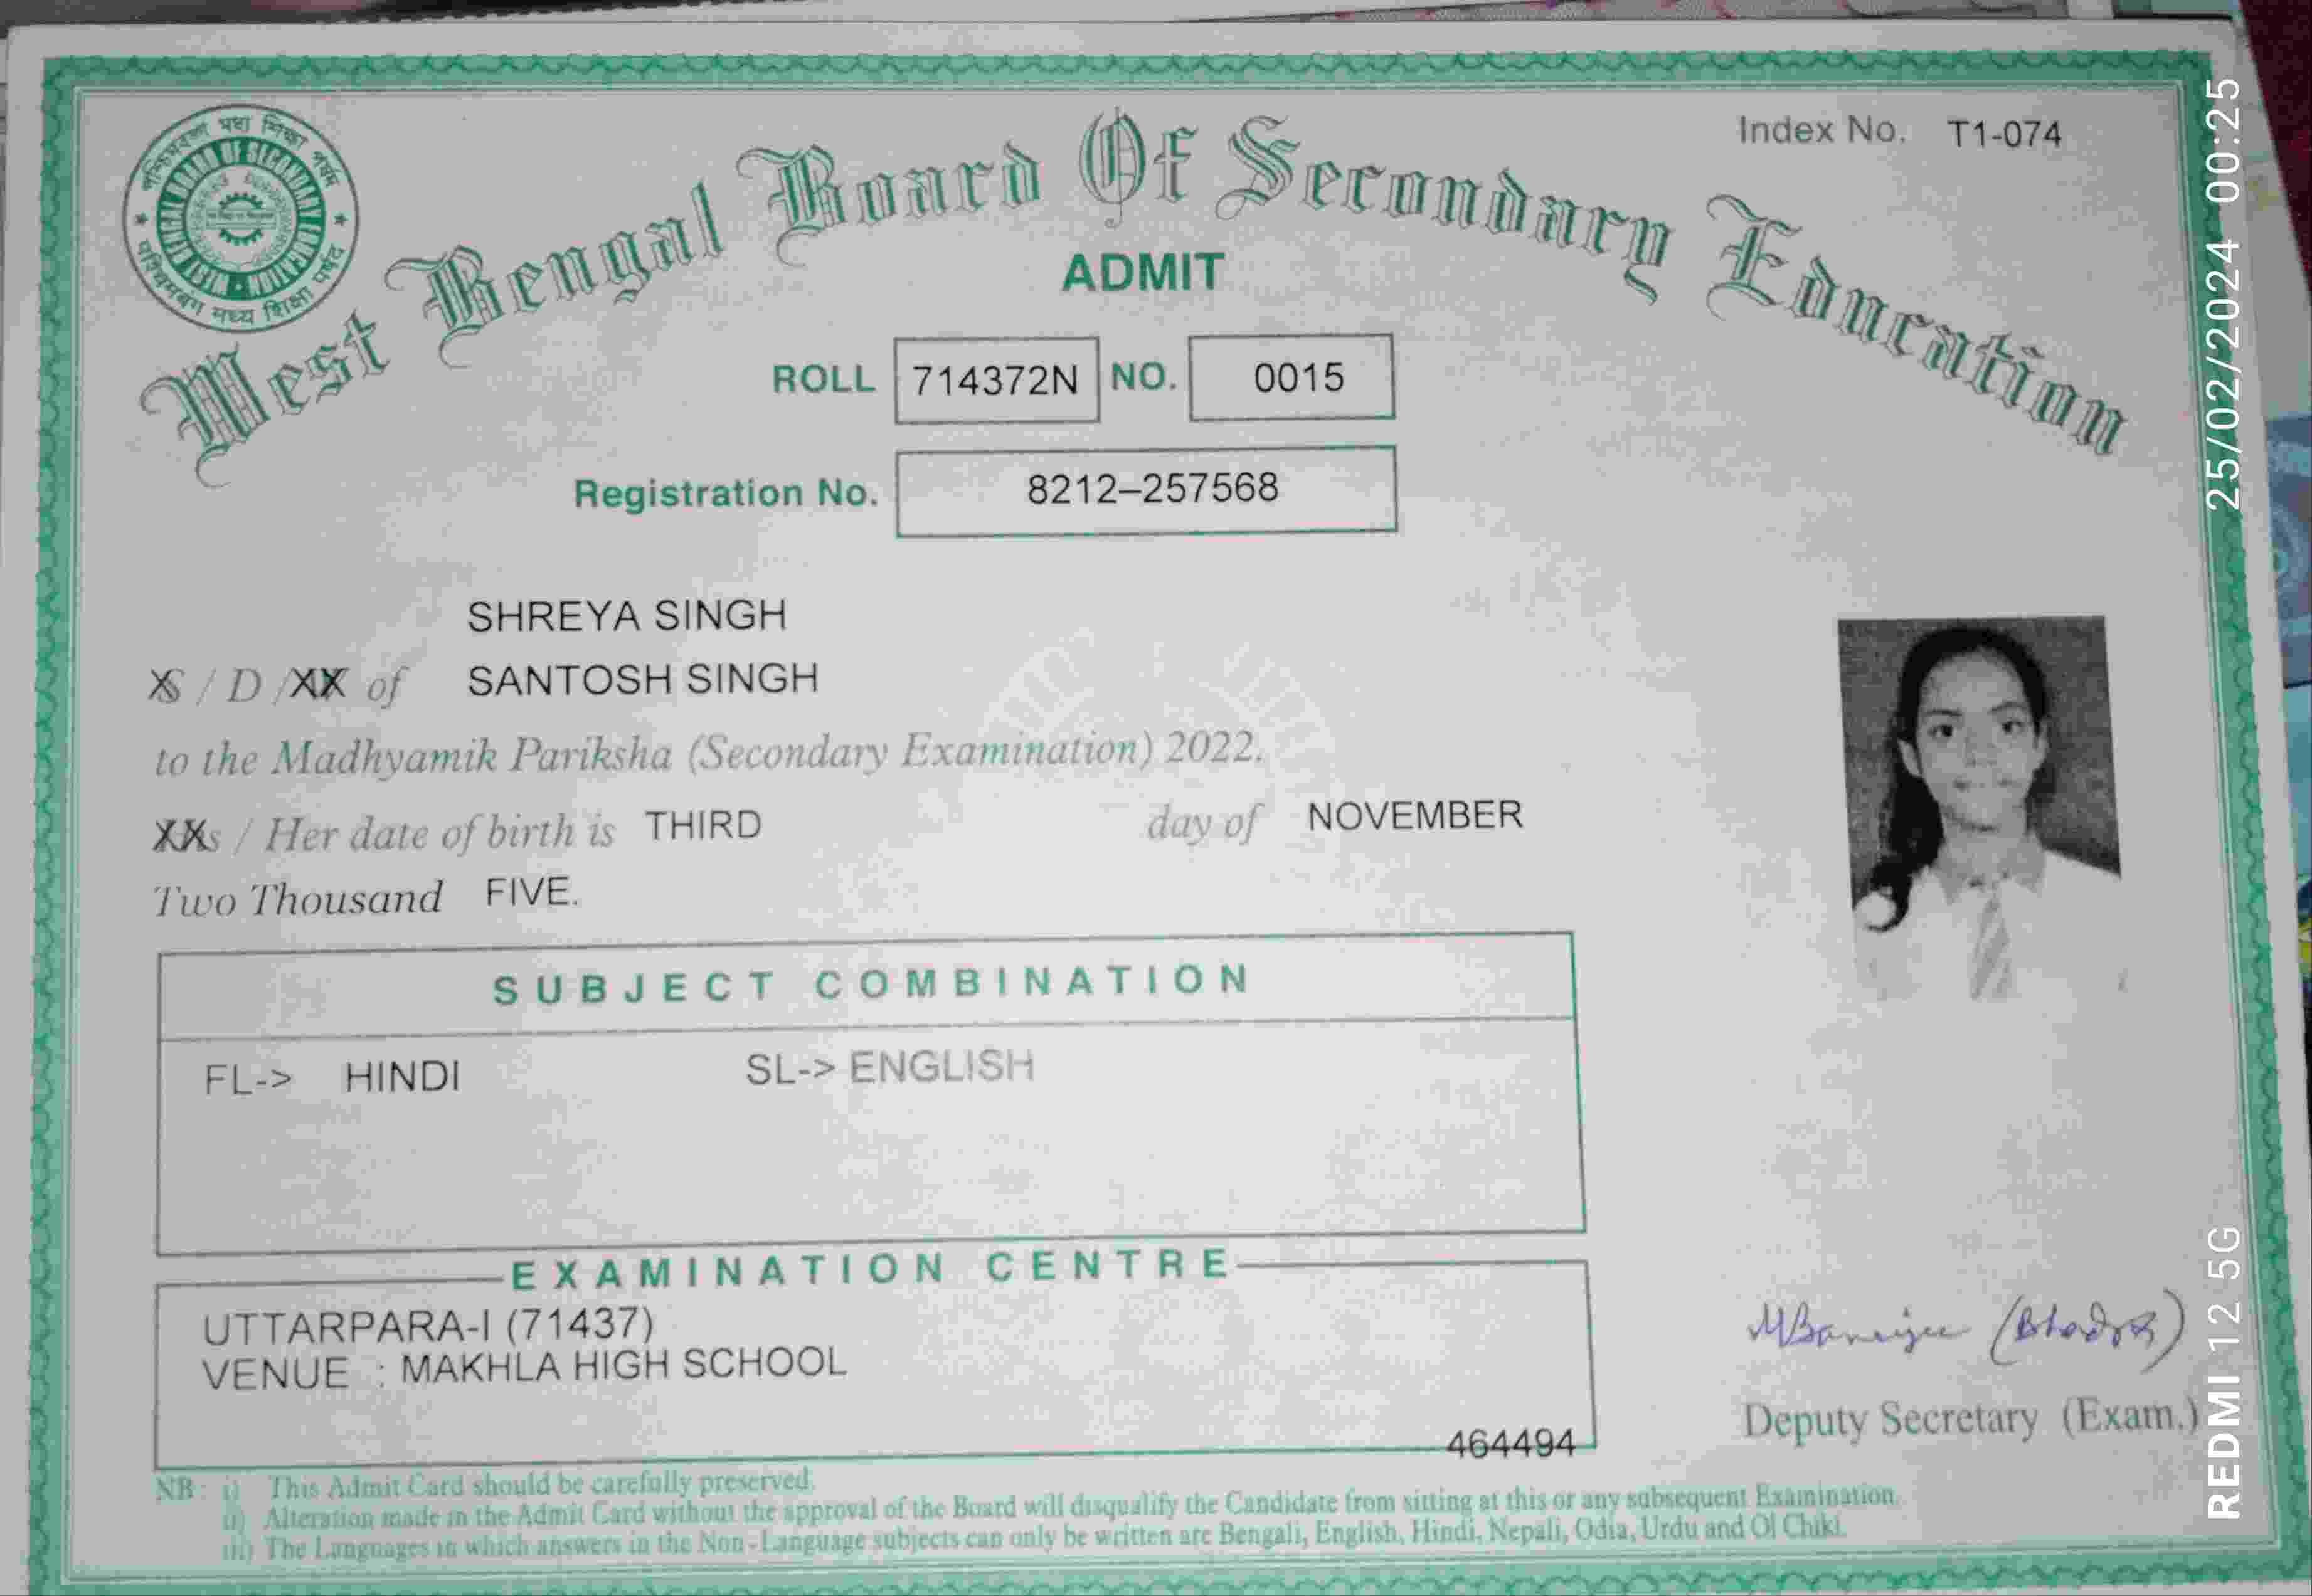 Index No. T1-074
West Bengal Board Of Secondary Education
ADMIT
ROLL 714372N NO. 0015
Registration No. 8212–257568
SHREYA SINGH
S / D / XX of SANTOSH SINGH
to the Madhyamik Pariksha (Secondary Examination) 2022.
XXs / Her date of birth is THIRD day of NOVEMBER
Two Thousand FIVE.
SUBJECT COMBINATION
FL-> HINDI SL-> ENGLISH
EXAMINATION CENTRE
UTTARPARA-I (71437)
VENUE : MAKHLA HIGH SCHOOL
464494
MBanerjee (Bhadra)
Deputy Secretary (Exam.)
NB: i) This Admit Card should be carefully preserved.
ii) Alteration made in the Admit Card without the approval of the Board will disqualify the Candidate from sitting at this or any subsequent Examination.
iii) The Languages in which answers in the Non-Language subjects can only be written are Bengali, English, Hindi, Nepali, Odia, Urdu and Ol Chiki.
REDMI 12 5G 25/02/2024 00:25